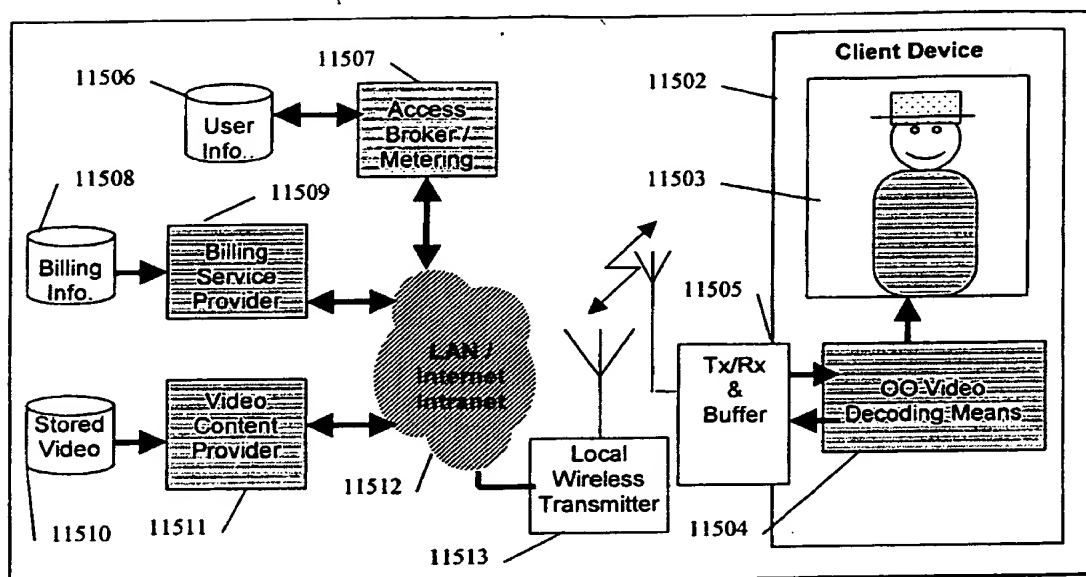 11506
11507
Client Device
11502
User
Info..
Access
Broker /
Metering
11508
11509
11503
Billing
Info.
Billing
Service
Provider
11505
LAN /
Internet
Intranet
Tx/Rx
&
Buffer
OO Video
Decoding Means
Stored
Video
Video
Content
Provider
11512
Local
Wireless
Transmitter
11510
11511
11513
11504